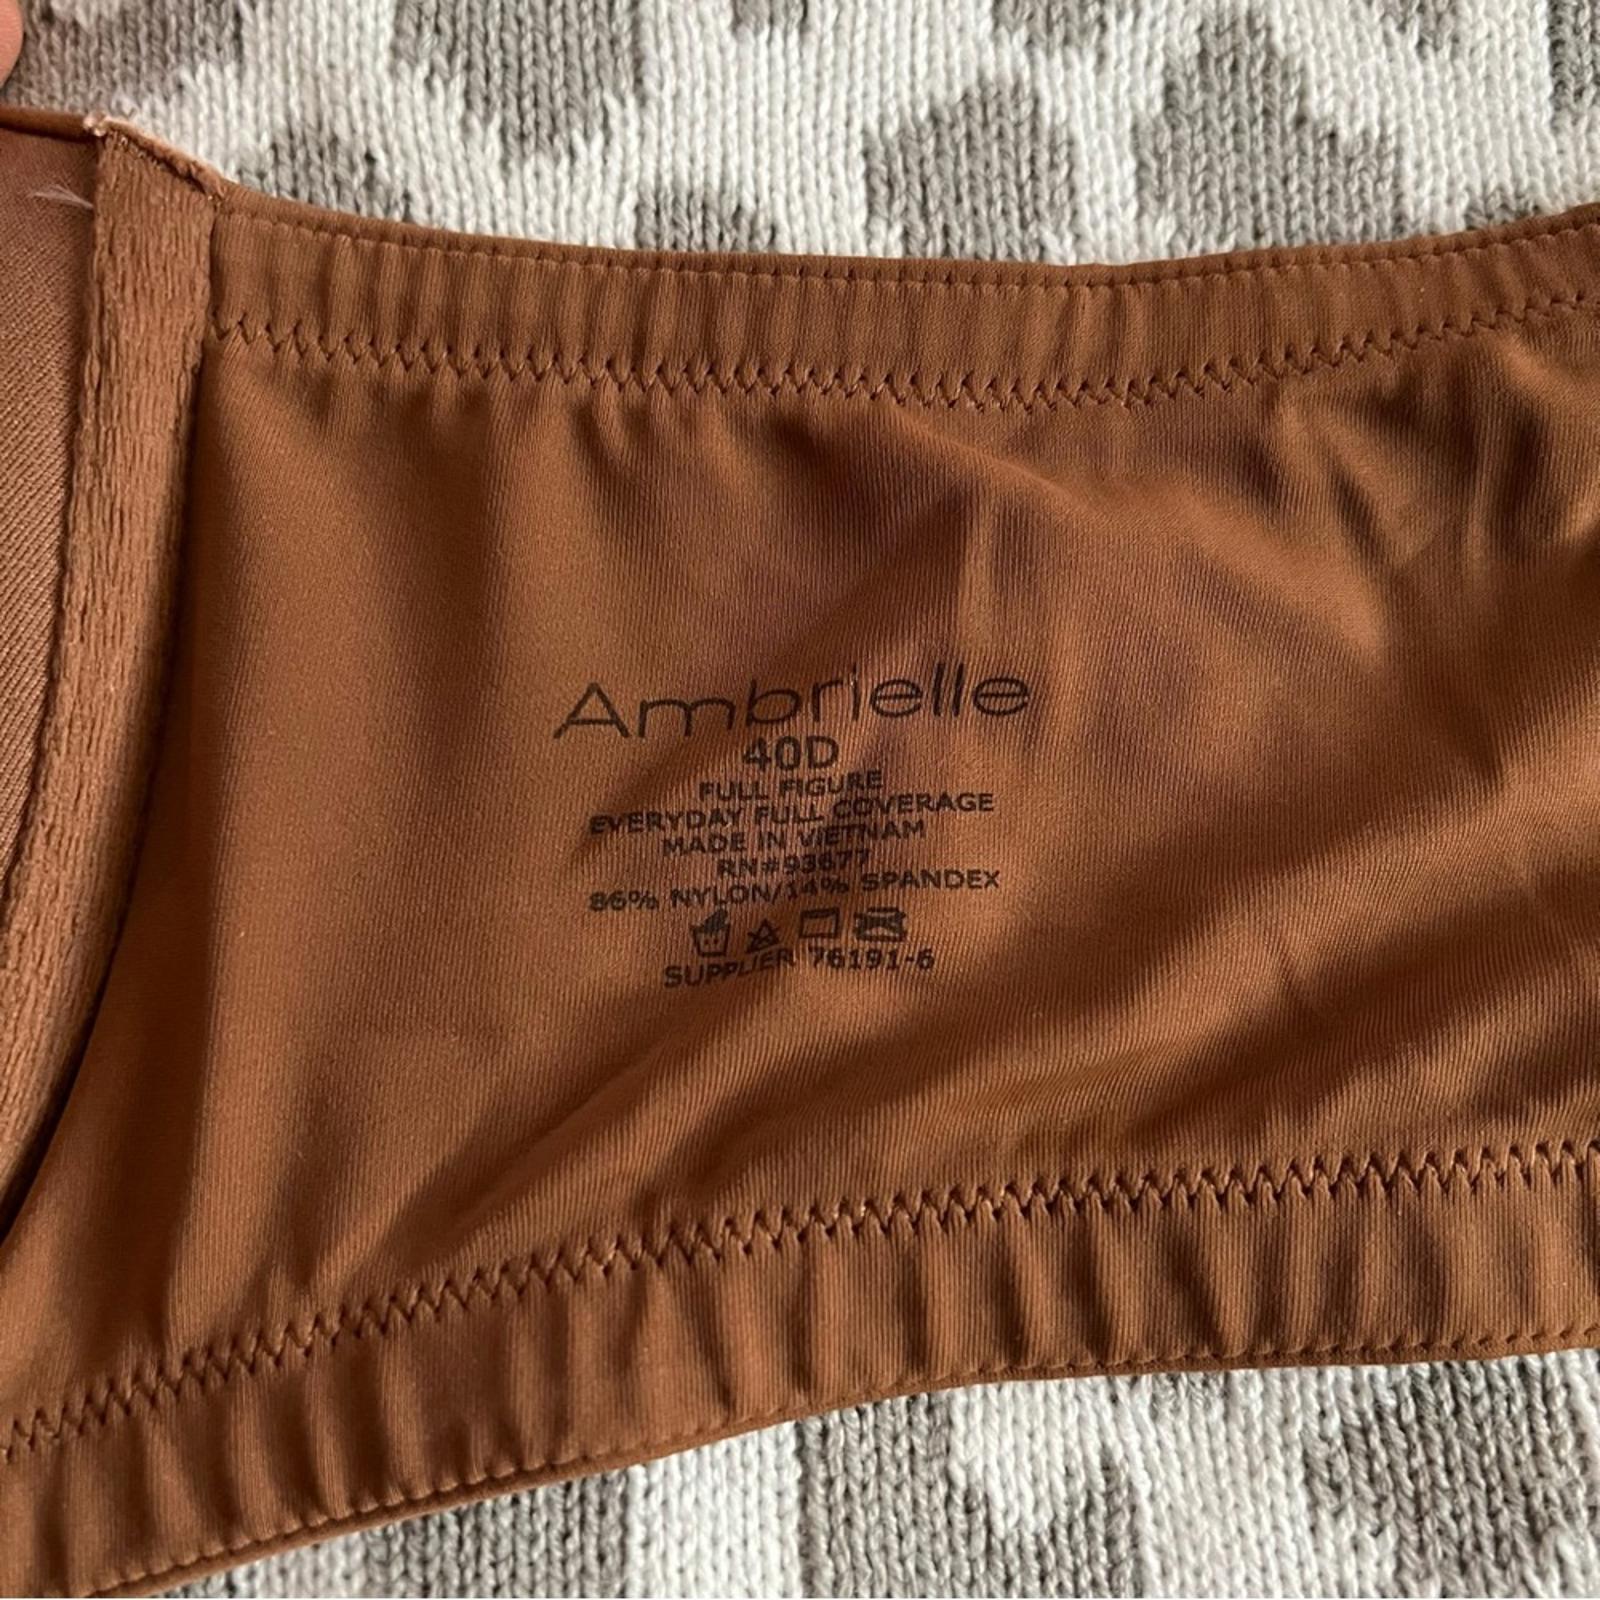 Ambrielle
40D
FULL FIGURE
EVERYDAY FULL COVERAGE
MADE IN VIETNAM
RN#93677
86% NYLON/14% SPANDEX
SUPPLIER 76191-6